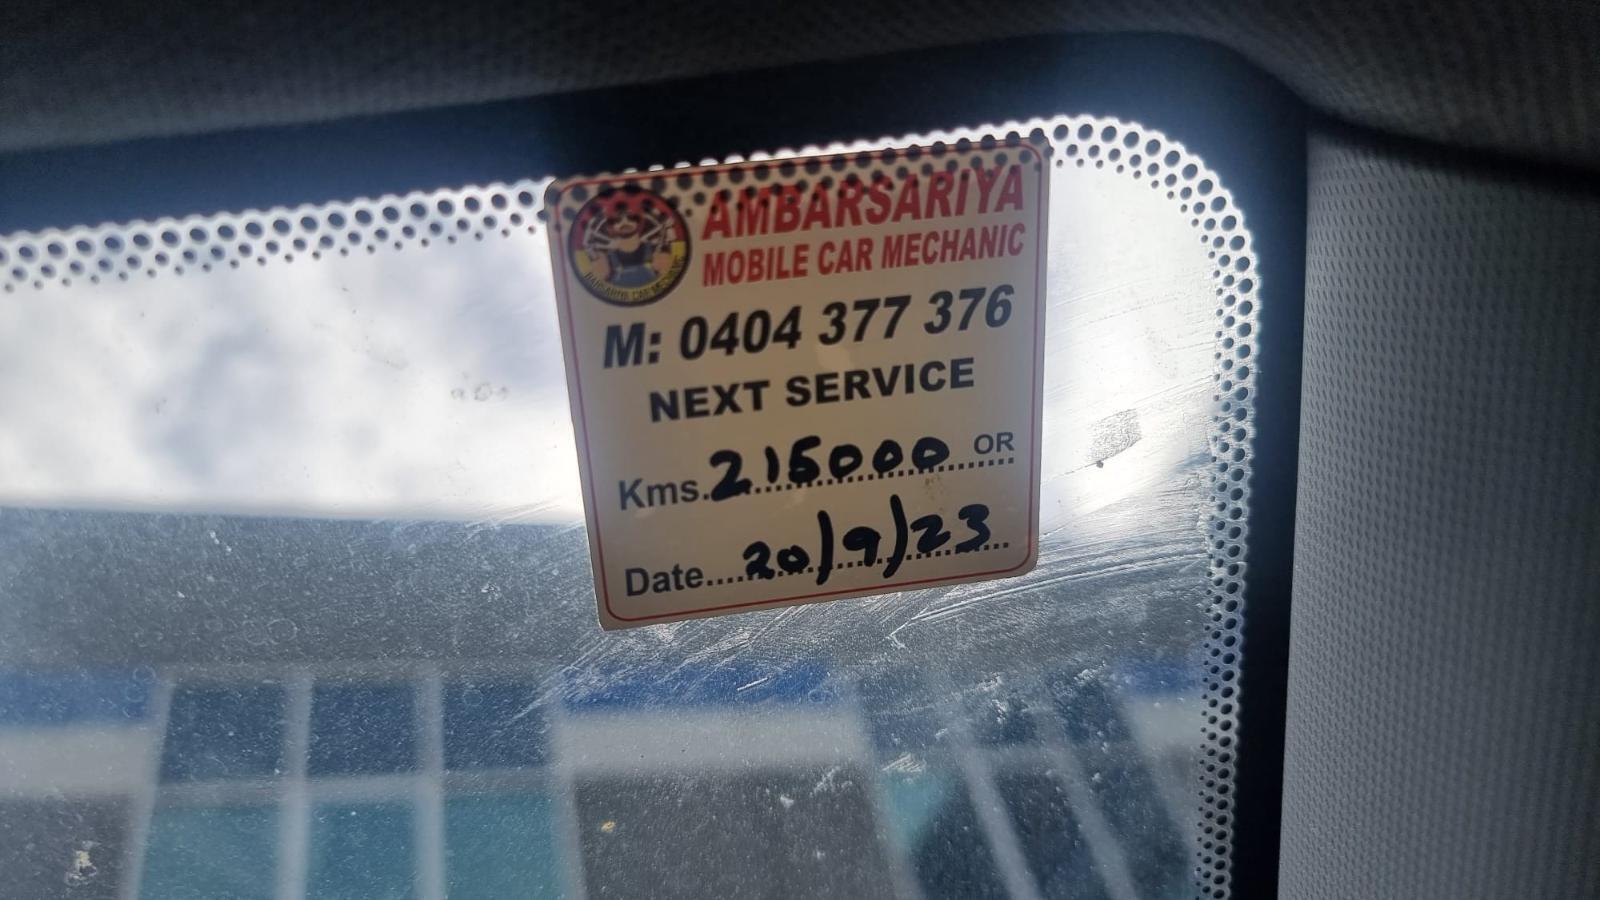 AMBARSARIYA
MOBILE CAR MECHANIC
M: 0404 377 376
NEXT SERVICE
Kms. 215000 OR
Date.... 20/9/23